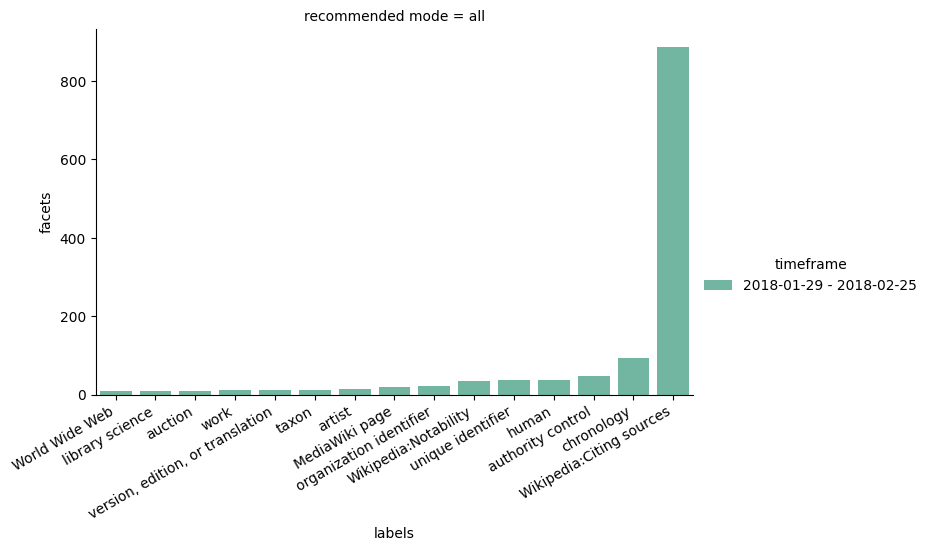 recommended mode = all
800
600
400
200
0
facets
World Wide Web
library science
auction
work
version, edition, or translation
taxon
artist
MediaWiki page
organization identifier
Wikipedia:Notability
unique identifier
human
authority control
chronology
Wikipedia:Citing sources
labels
timeframe
2018-01-29 - 2018-02-25